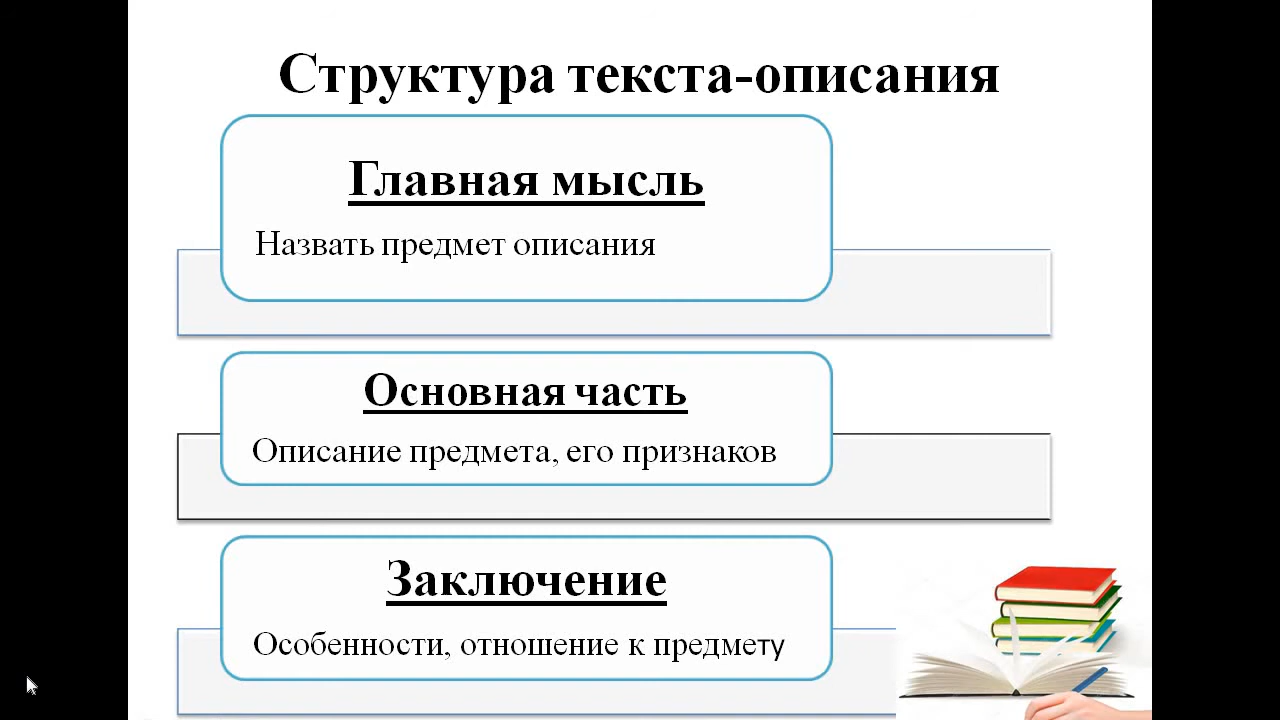 Структура текста-описания
Главная мысль
Назвать предмет описания
Основная часть
Описание предмета, его признаков
Заключение
Особенности, отношение к предмету